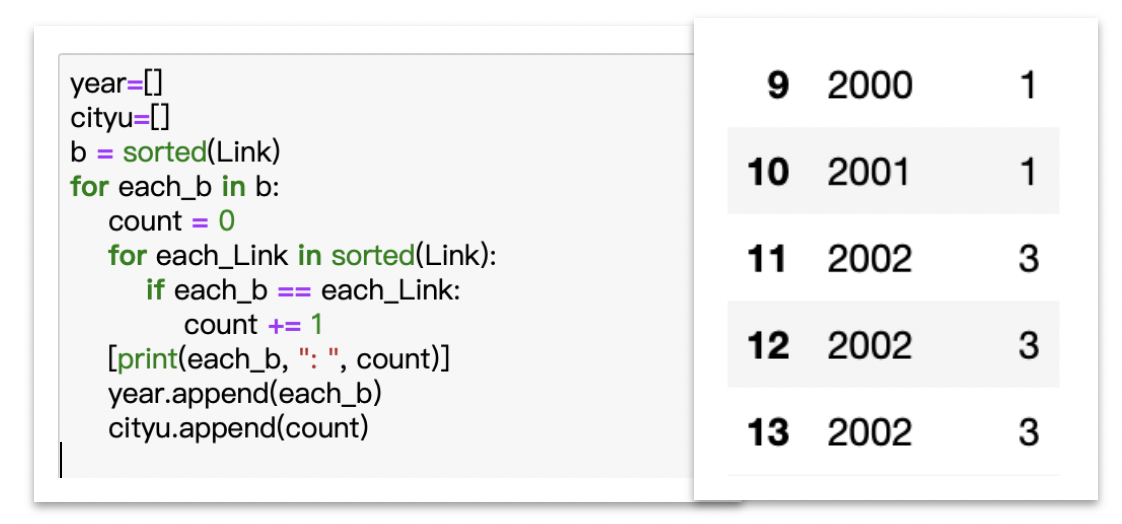 year=[]
cityu=[]
b = sorted(Link)
for each_b in b:
    count = 0
    for each_Link in sorted(Link):
        if each_b == each_Link:
            count += 1
    [print(each_b, ": ", count)]
    year.append(each_b)
    cityu.append(count)
9 2000 1
10 2001 1
11 2002 3
12 2002 3
13 2002 3